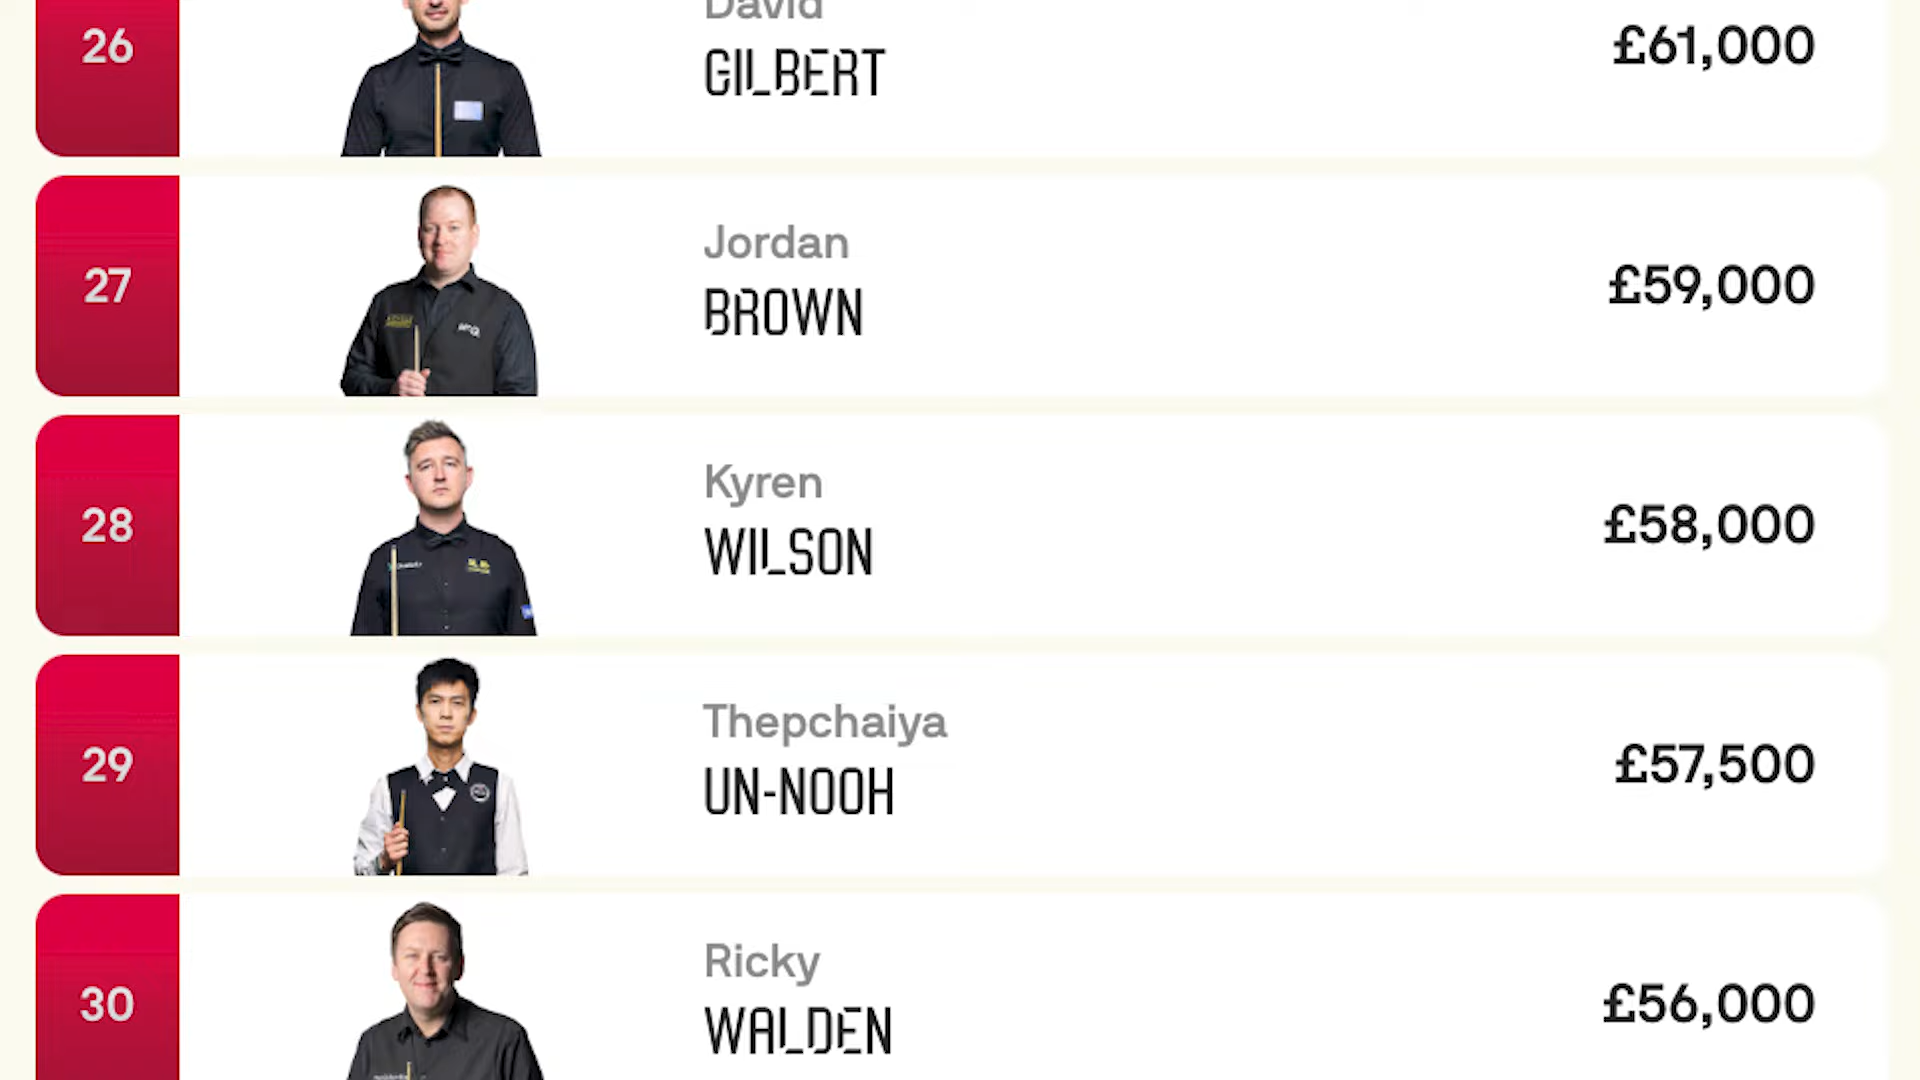 26
David
GILBERT
£61,000
27
Jordan
BROWN
£59,000
28
Kyren
WILSON
£58,000
29
Thepchaiya
UN-NOOH
£57,500
30
Ricky
WALDEN
£56,000